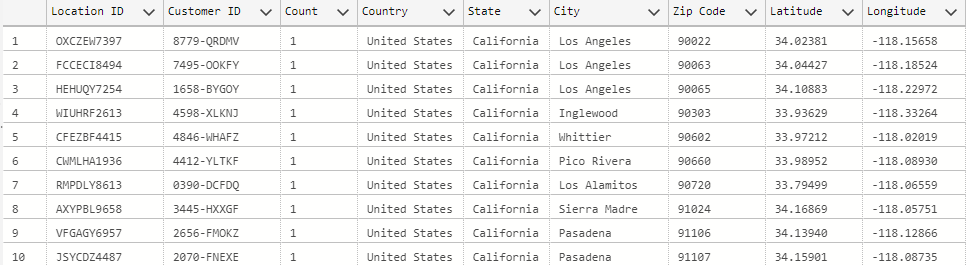 Location ID Customer ID Count Country State City Zip Code Latitude Longitude
1 OXCZEW7397 8779-QRDMV 1 United States California Los Angeles 90022 34.02381 -118.15658
2 FCCECI8494 7495-OOKFY 1 United States California Los Angeles 90063 34.04427 -118.18524
3 HEHUQY7254 1658-BYGOY 1 United States California Los Angeles 90065 34.10883 -118.22972
4 WIUHRF2613 4598-XLKNJ 1 United States California Inglewood 90303 33.93629 -118.33264
5 CFEZBF4415 4846-WHAFZ 1 United States California Whittier 90602 33.97212 -118.02019
6 CWMLHA1936 4412-YLTKF 1 United States California Pico Rivera 90660 33.98952 -118.08930
7 RMPDLY8613 0390-DCFDQ 1 United States California Los Alamitos 90720 33.79499 -118.06559
8 AXYPBL9658 3445-HXXGF 1 United States California Sierra Madre 91024 34.16869 -118.05751
9 VFGAGY6957 2656-FMOKZ 1 United States California Pasadena 91106 34.13940 -118.12866
10 JSYCDZ4487 2070-FNEXE 1 United States California Pasadena 91107 34.15901 -118.08735